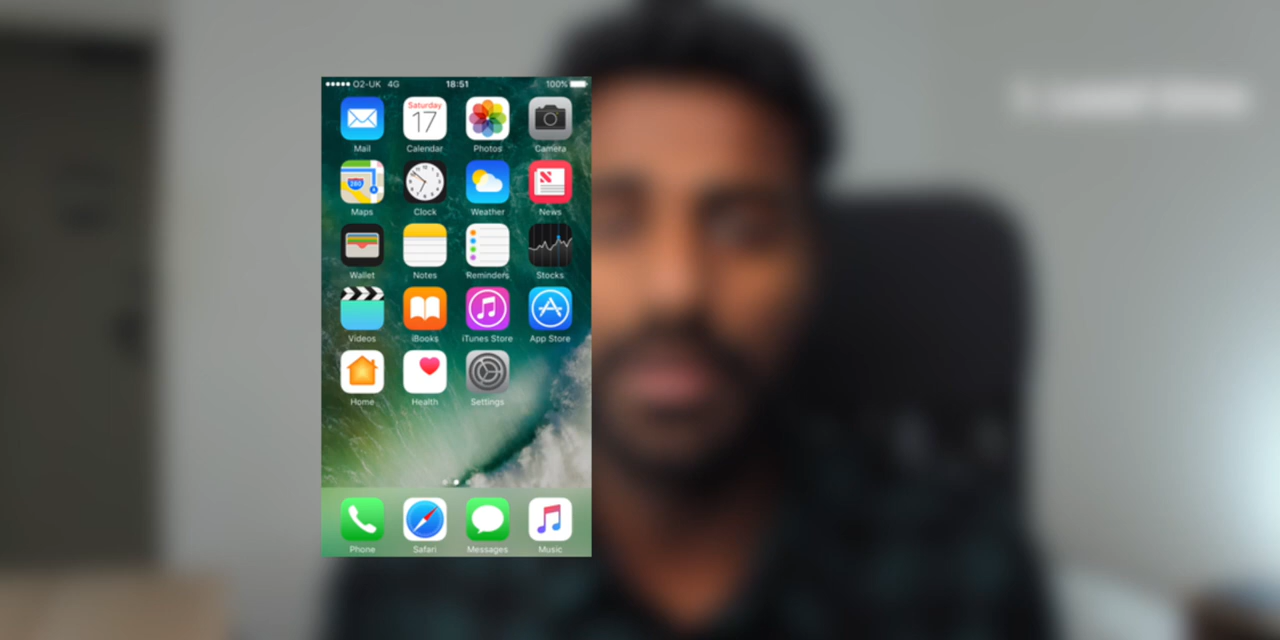 O2-UK 4G 18:51 100%
Saturday
17
Mail Calendar Photos Camera
280
Maps Clock Weather News
Wallet Notes Reminders Stocks
Videos iBooks iTunes Store App Store
Home Health Settings
Phone Safari Messages Music